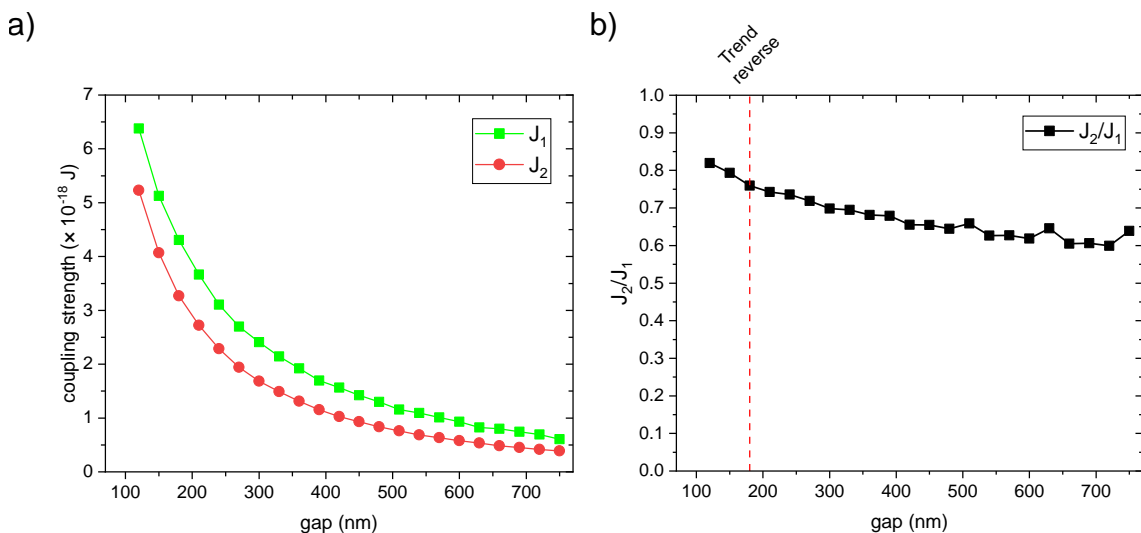 a)
7
6
5
4
3
2
1
0
coupling strength (× 10⁻¹⁸ J)
100 200 300 400 500 600 700
gap (nm)
J₁
J₂
b)
Trend
reverse
1.0
0.9
0.8
0.7
0.6
0.5
0.4
0.3
0.2
0.1
0.0
J₂/J₁
100 200 300 400 500 600 700
gap (nm)
J₂/J₁